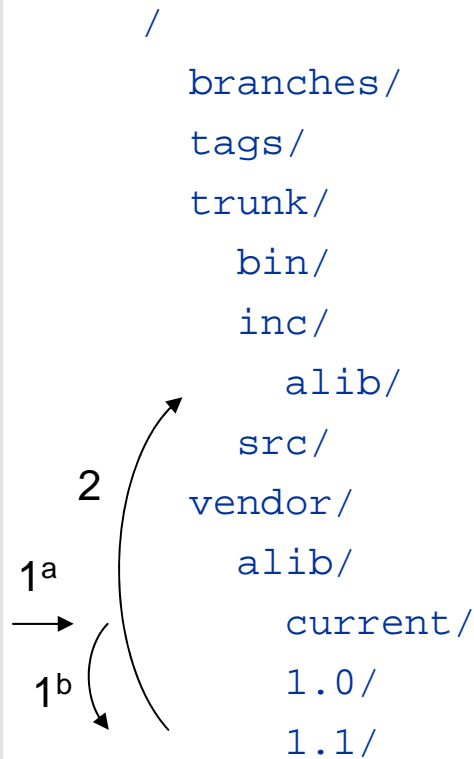 /
branches/
tags/
trunk/
bin/
inc/
alib/
src/
2
vendor/
alib/
1a
current/
1b
1.0/
1.1/